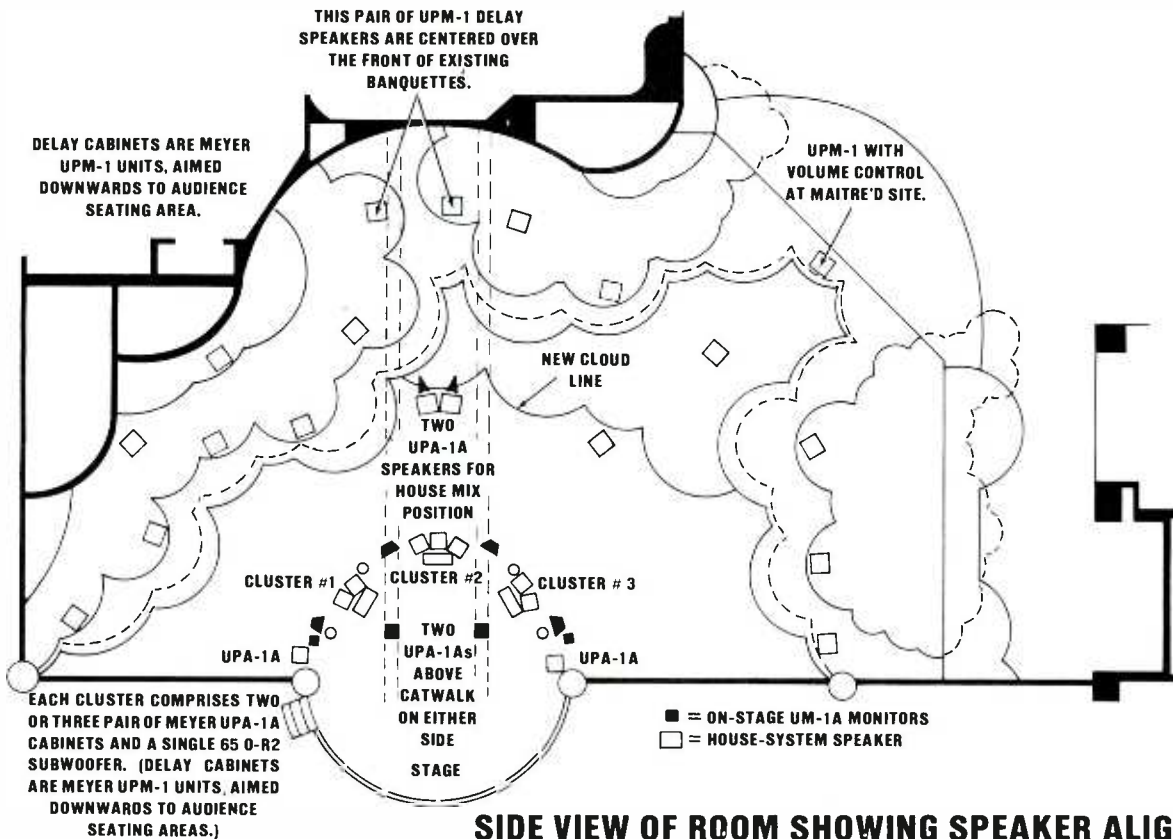 THIS PAIR OF UPM-1 DELAY
SPEAKERS ARE CENTERED OVER
THE FRONT OF EXISTING
BANQUETTES.
DELAY CABINETS ARE MEYER
UPM-1 UNITS, AIMED
DOWNWARDS TO AUDIENCE
SEATING AREA.
UPM-1 WITH
VOLUME CONTROL
AT MAITRE'D SITE.
NEW CLOUD
LINE
TWO
UPA-1A
SPEAKERS FOR
HOUSE MIX
POSITION
CLUSTER #1
CLUSTER #2
CLUSTER # 3
UPA-1A
TWO
UPA-1As
ABOVE
CATWALK
ON EITHER
SIDE
STAGE
UPA-1A
EACH CLUSTER COMPRISES TWO
OR THREE PAIR OF MEYER UPA-1A
CABINETS AND A SINGLE 65 0-R2
SUBWOOFER. (DELAY CABINETS
ARE MEYER UPM-1 UNITS, AIMED
DOWNWARDS TO AUDIENCE
SEATING AREAS.)
= ON-STAGE UM-1A MONITORS
= HOUSE-SYSTEM SPEAKER
SIDE VIEW OF ROOM SHOWING SPEAKER ALIG